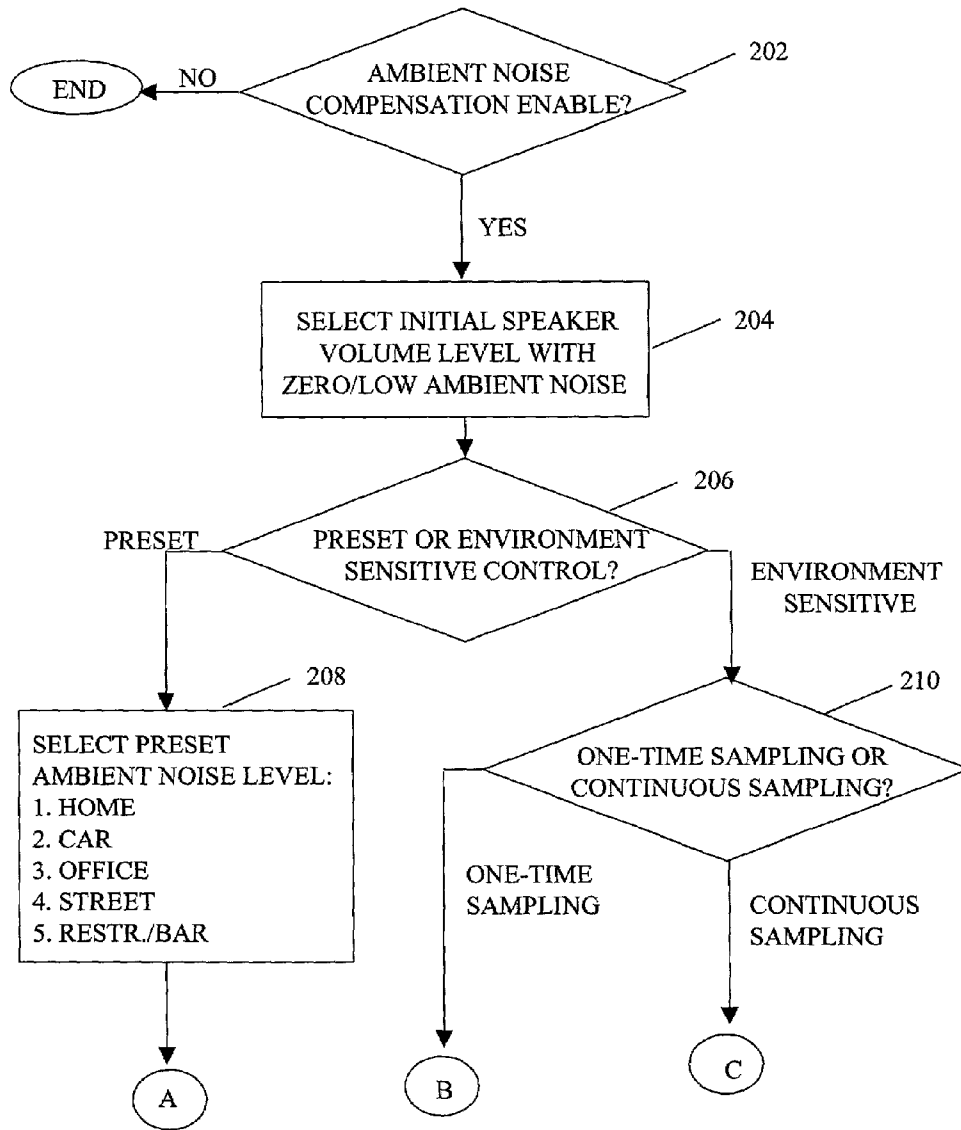 202
AMBIENT NOISE
COMPENSATION ENABLE?
NO
END
YES
SELECT INITIAL SPEAKER
VOLUME LEVEL WITH
ZERO/LOW AMBIENT NOISE
204
206
PRESET
PRESET OR ENVIRONMENT
SENSITIVE CONTROL?
ENVIRONMENT
SENSITIVE
208
SELECT PRESET
AMBIENT NOISE LEVEL:
1. HOME
2. CAR
3. OFFICE
4. STREET
5. RESTR./BAR
210
ONE-TIME SAMPLING OR
CONTINUOUS SAMPLING?
ONE-TIME
SAMPLING
CONTINUOUS
SAMPLING
A
B
C